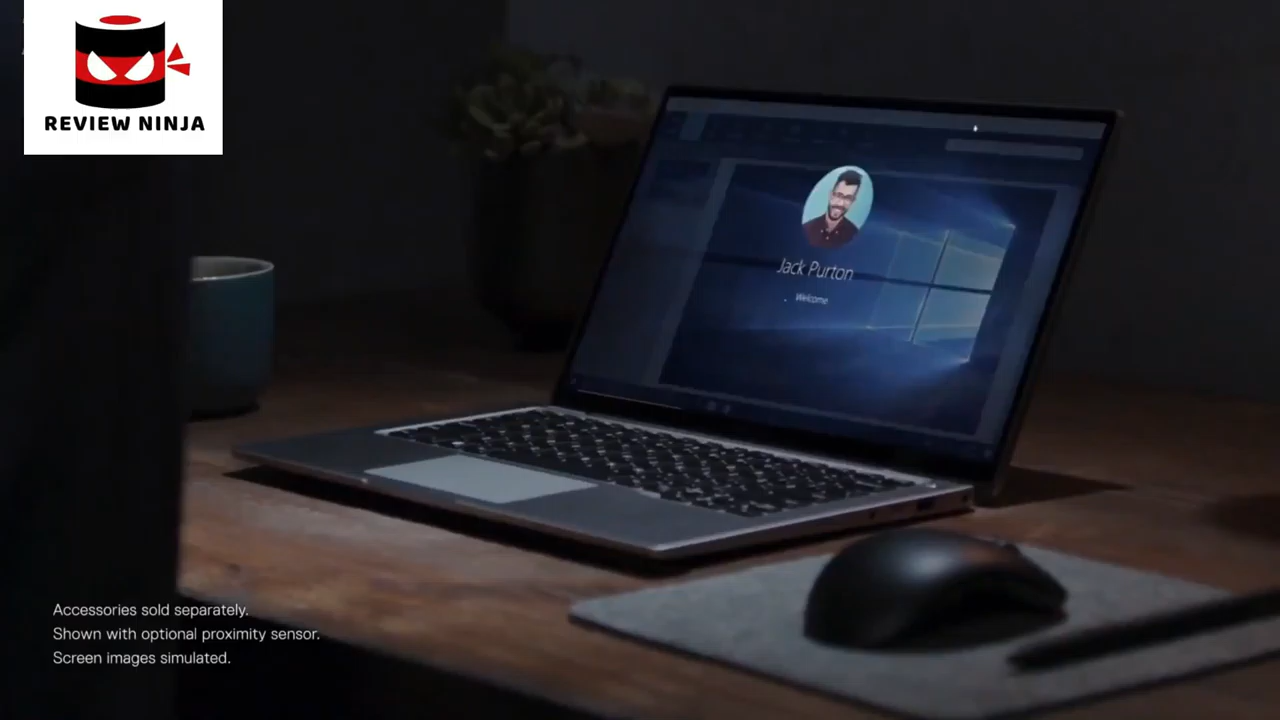 REVIEW NINJA
Jack Purton
Welcome
Accessories sold separately.
Shown with optional proximity sensor.
Screen images simulated.